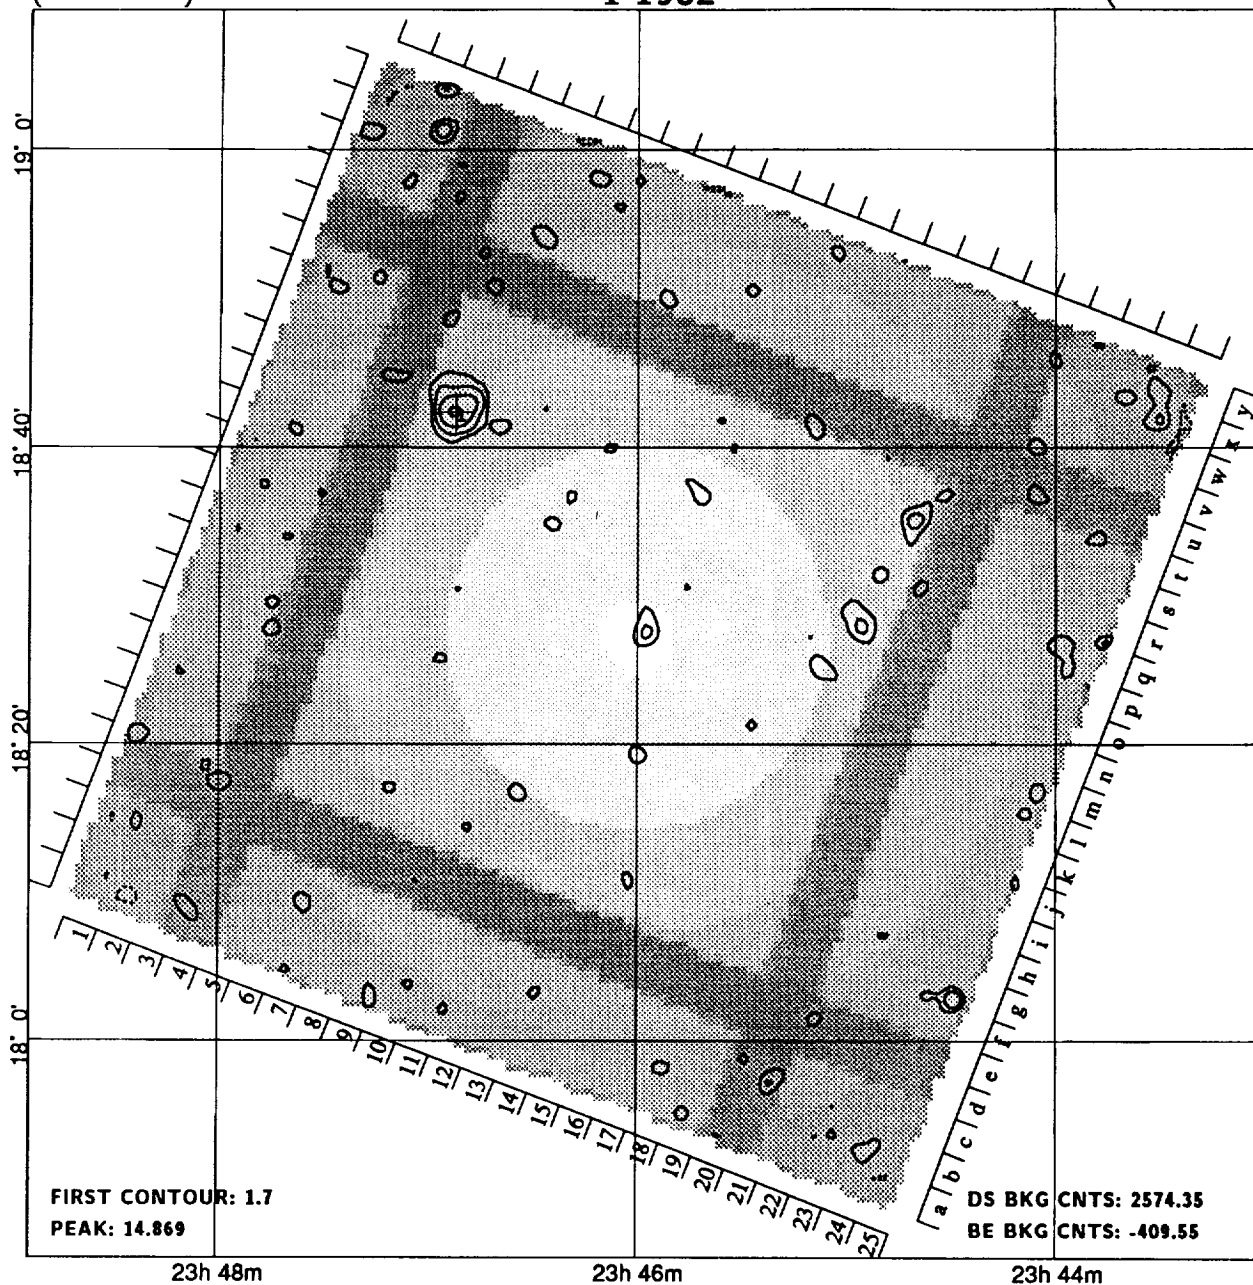 19° 0'
18° 40'
18° 20'
18° 0'
y
x
w
v
u
t
s
r
q
p
o
n
m
l
k
j
i
h
g
f
e
d
c
b
a
1 2 3 4 5 6 7 8 9 10 11 12 13 14 15 16 17 18 19 20 21 22 23 24 25
FIRST CONTOUR: 1.7
PEAK: 14.869
DS BKG CNTS: 2574.35
BE BKG CNTS: -409.55
23h 48m 23h 46m 23h 44m